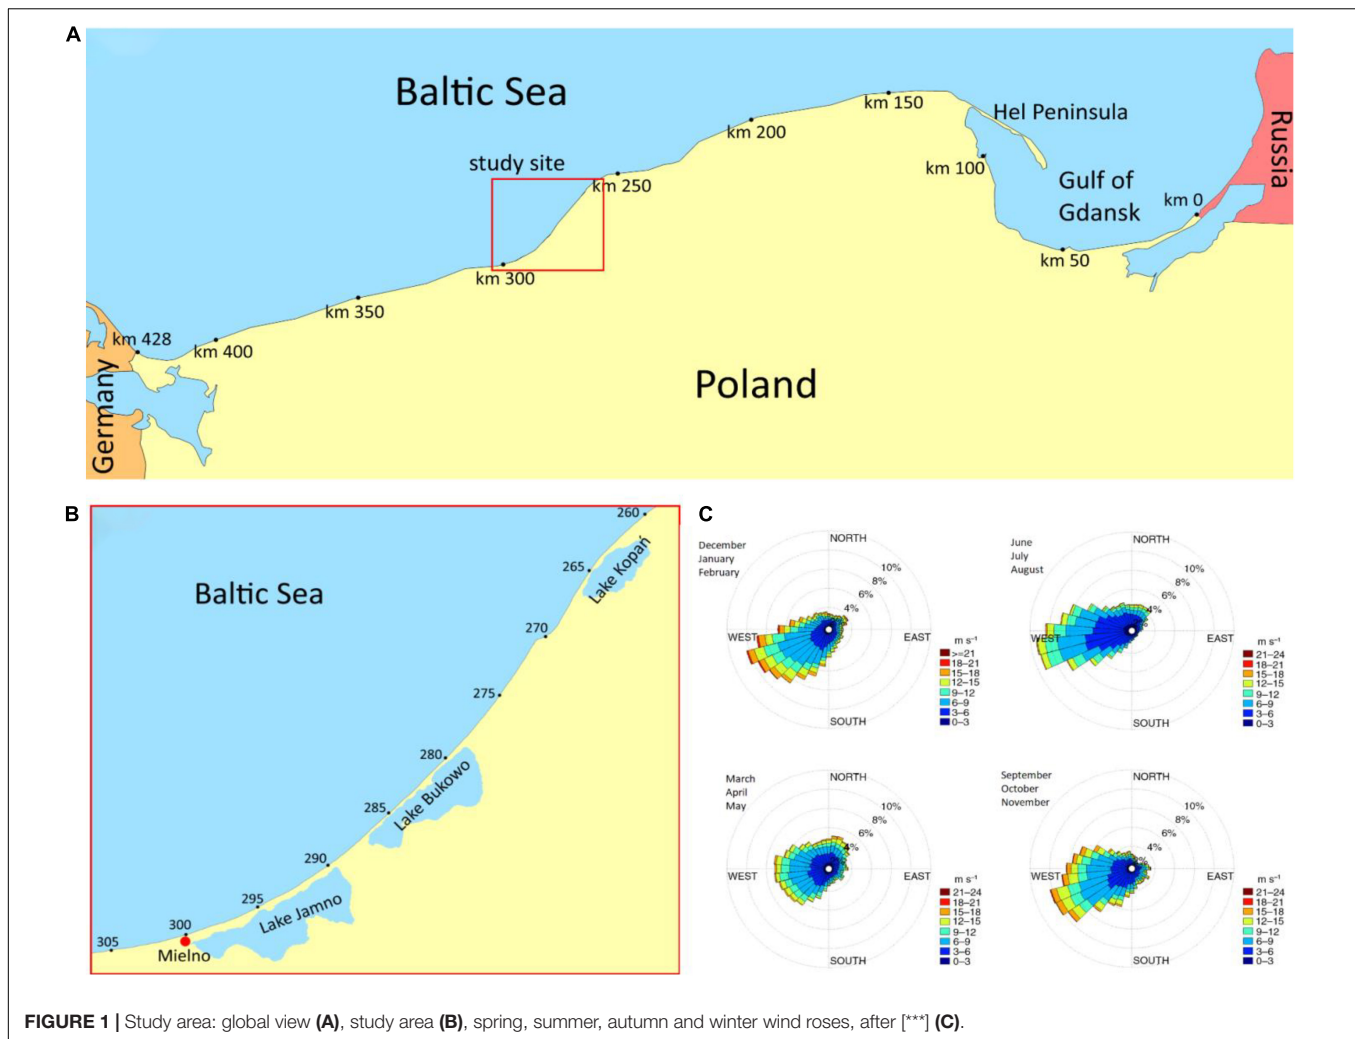 A
Baltic Sea
km 150
Hel Peninsula
km 200
study site
km 100
Russia
km 250
Gulf of
Gdansk
km 0
km 50
km 300
km 350
km 428
km 400
Poland
Germany
B
260
Lake Kopań
265
Baltic Sea
270
275
280
Lake Bukowo
285
290
Lake Jamno
295
300
305
Mielno
C
December
January
February
NORTH
10%
8%
6%
4%
WEST
EAST
SOUTH
m s⁻¹
>=21
18–21
15–18
12–15
9–12
6–9
3–6
0–3
June
July
August
NORTH
10%
8%
6%
4%
WEST
EAST
SOUTH
m s⁻¹
21–24
18–21
15–18
12–15
9–12
6–9
3–6
0–3
March
April
May
NORTH
10%
8%
6%
4%
WEST
EAST
SOUTH
m s⁻¹
21–24
18–21
15–18
12–15
9–12
6–9
3–6
0–3
September
October
November
NORTH
10%
8%
6%
4%
WEST
EAST
SOUTH
m s⁻¹
21–24
18–21
15–18
12–15
9–12
6–9
3–6
0–3
FIGURE 1 | Study area: global view (A), study area (B), spring, summer, autumn and winter wind roses, after [***] (C).